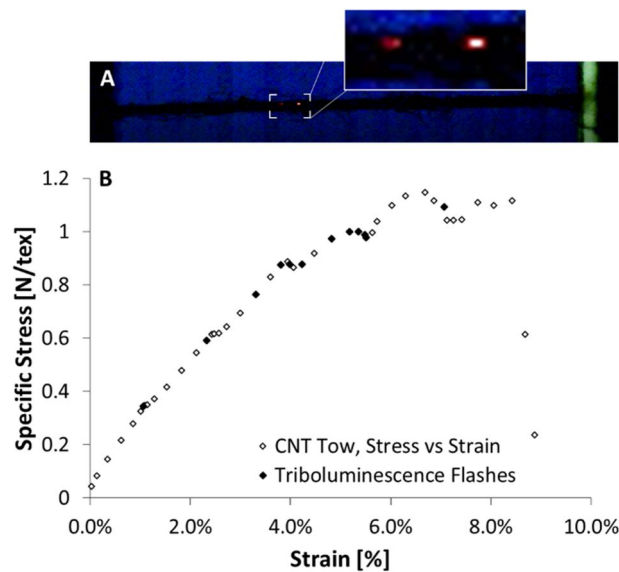 A
B
1.2
1
0.8
0.6
0.4
0.2
0
Specific Stress [N/tex]
CNT Tow, Stress vs Strain
Triboluminescence Flashes
0.0% 2.0% 4.0% 6.0% 8.0% 10.0%
Strain [%]